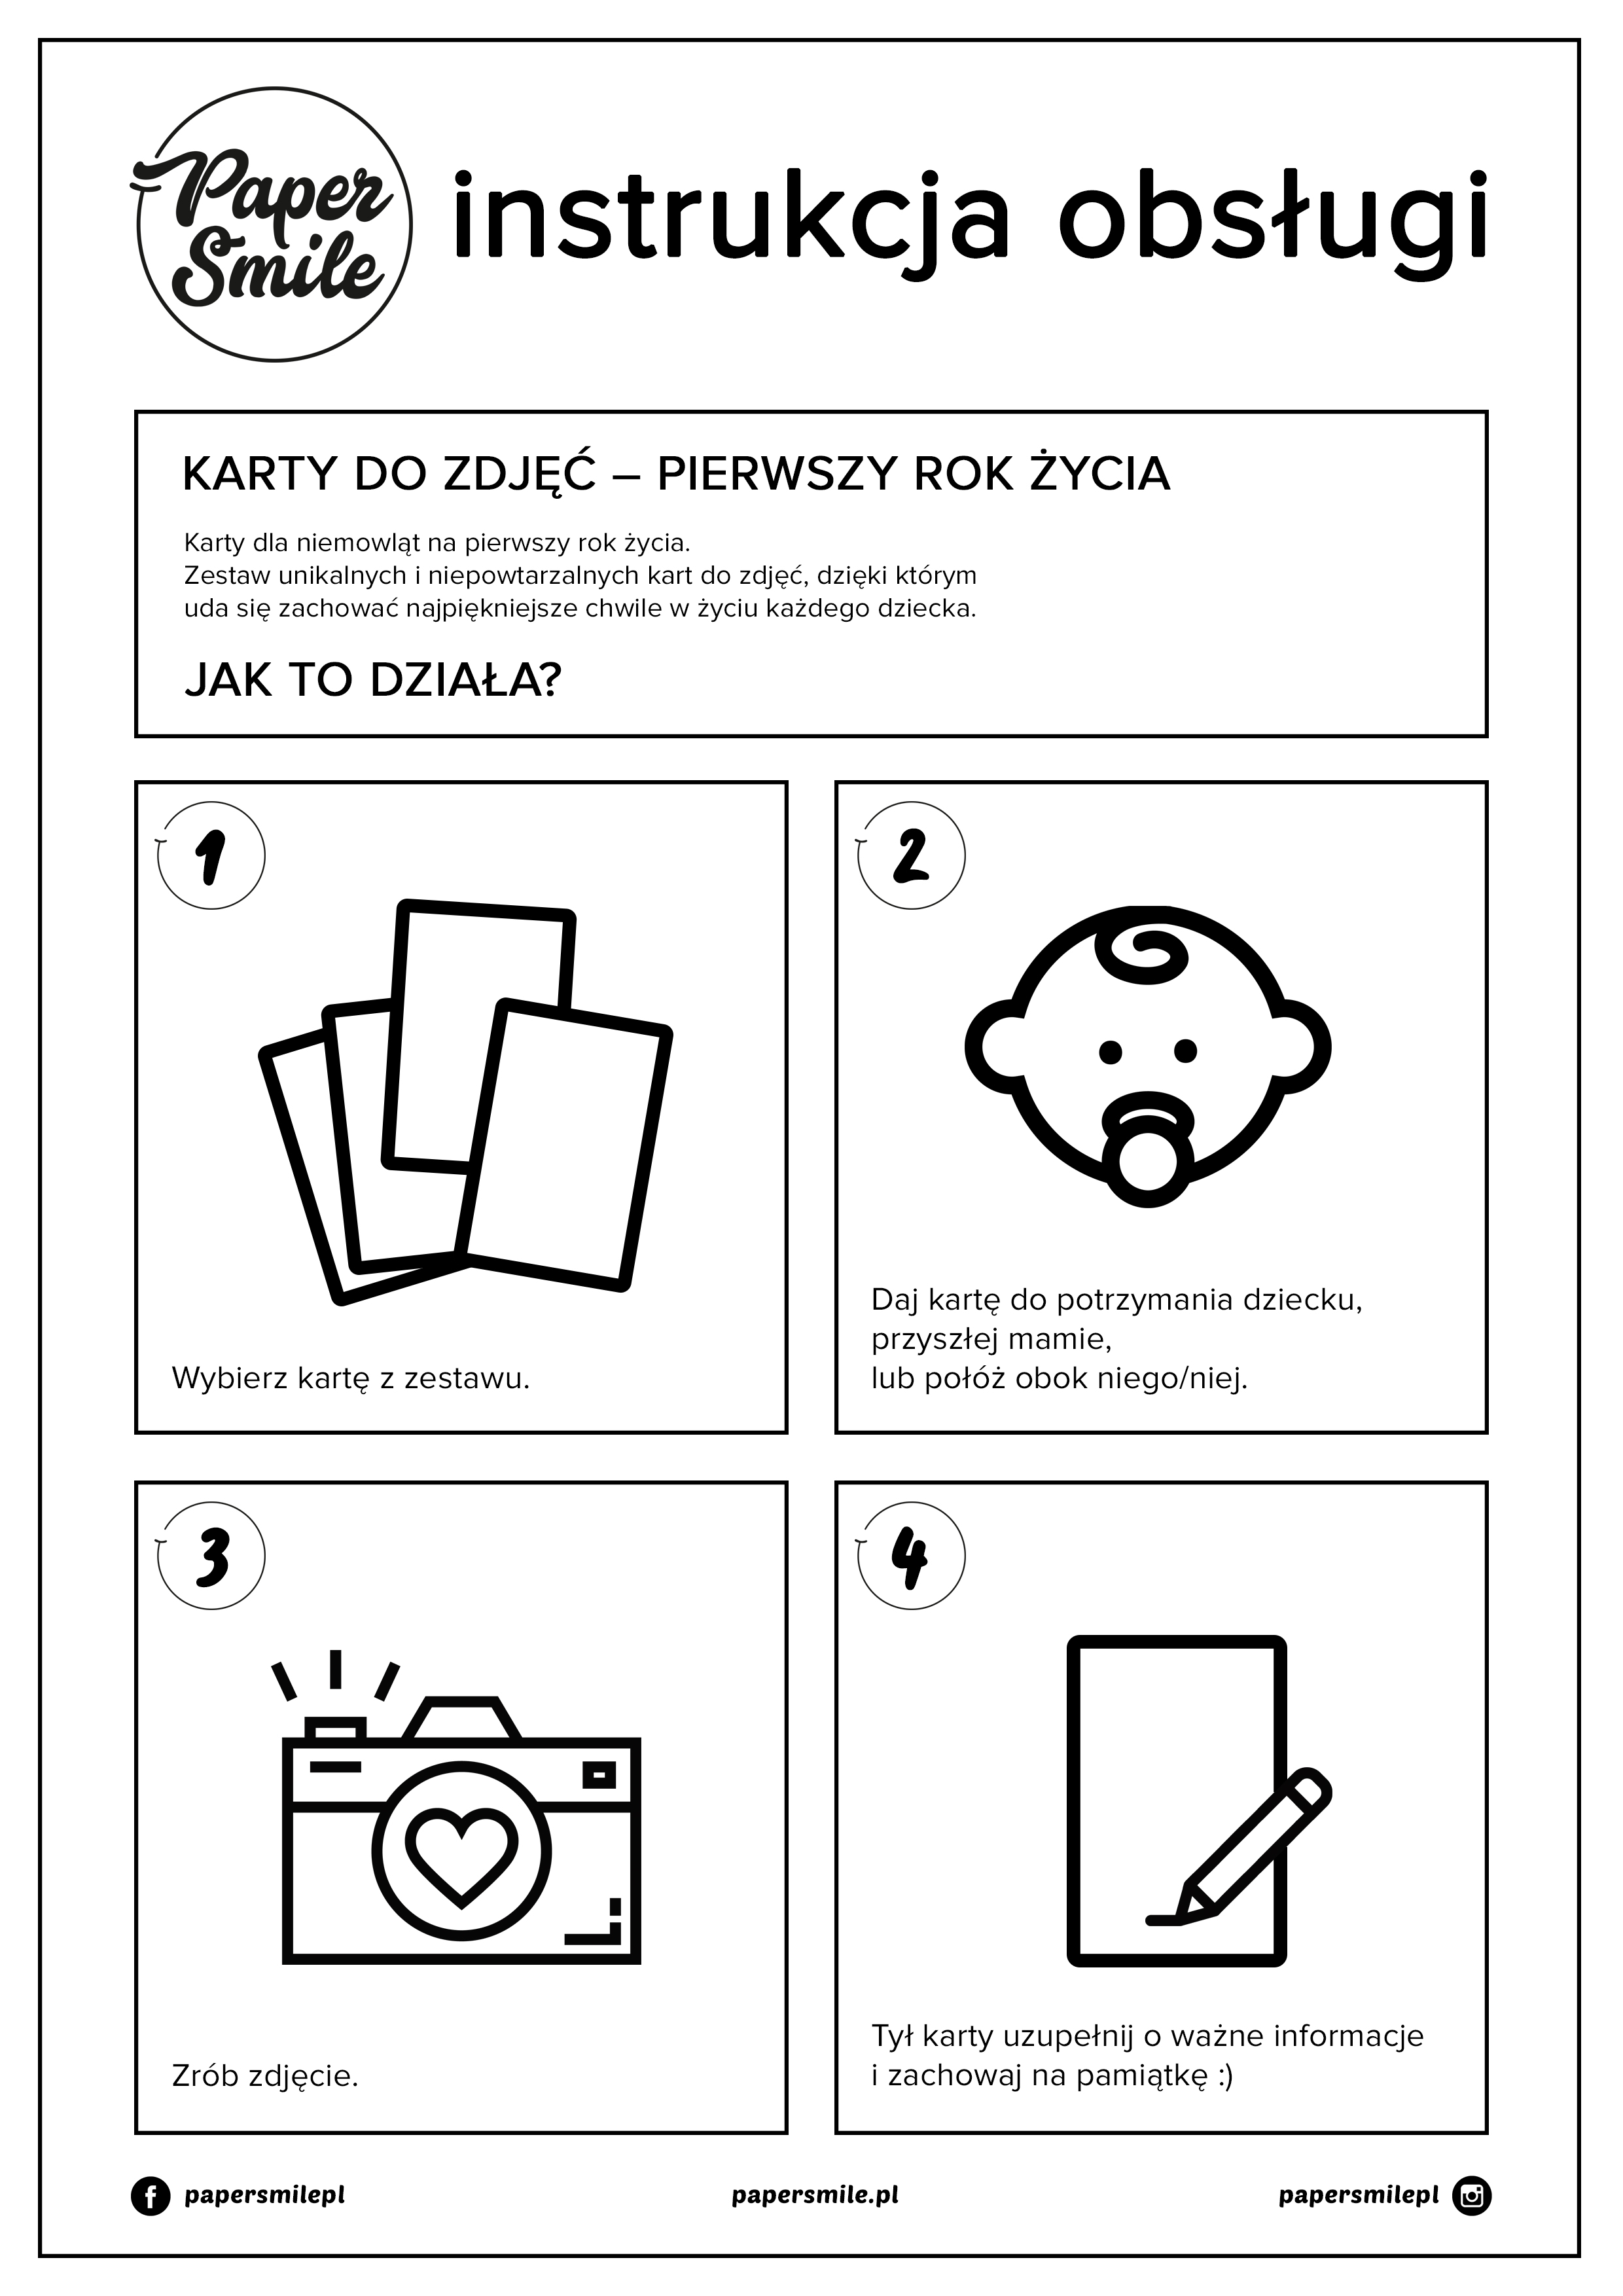 Paper
Smile
instrukcja obsługi
KARTY DO ZDJĘĆ – PIERWSZY ROK ŻYCIA
Karty dla niemowląt na pierwszy rok życia.
Zestaw unikalnych i niepowtarzalnych kart do zdjęć, dzięki którym
uda się zachować najpiękniejsze chwile w życiu każdego dziecka.
JAK TO DZIAŁA?
1
Wybierz kartę z zestawu.
2
Daj kartę do potrzymania dziecku,
przyszłej mamie,
lub połóż obok niego/niej.
3
Zrób zdjęcie.
4
Tył karty uzupełnij o ważne informacje
i zachowaj na pamiątkę :)
papersmilepl
papersmile.pl
papersmilepl